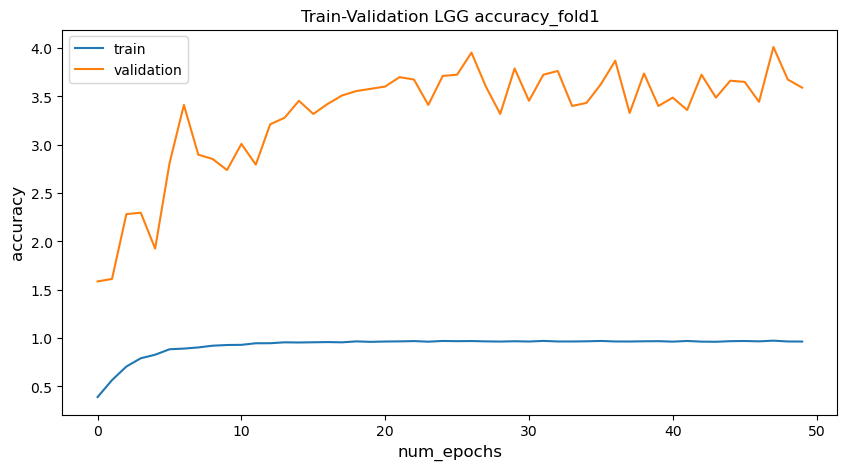 Train-Validation LGG accuracy_fold1
train
validation
accuracy
4.0
3.5
3.0
2.5
2.0
1.5
1.0
0.5
0 10 20 30 40 50
num_epochs